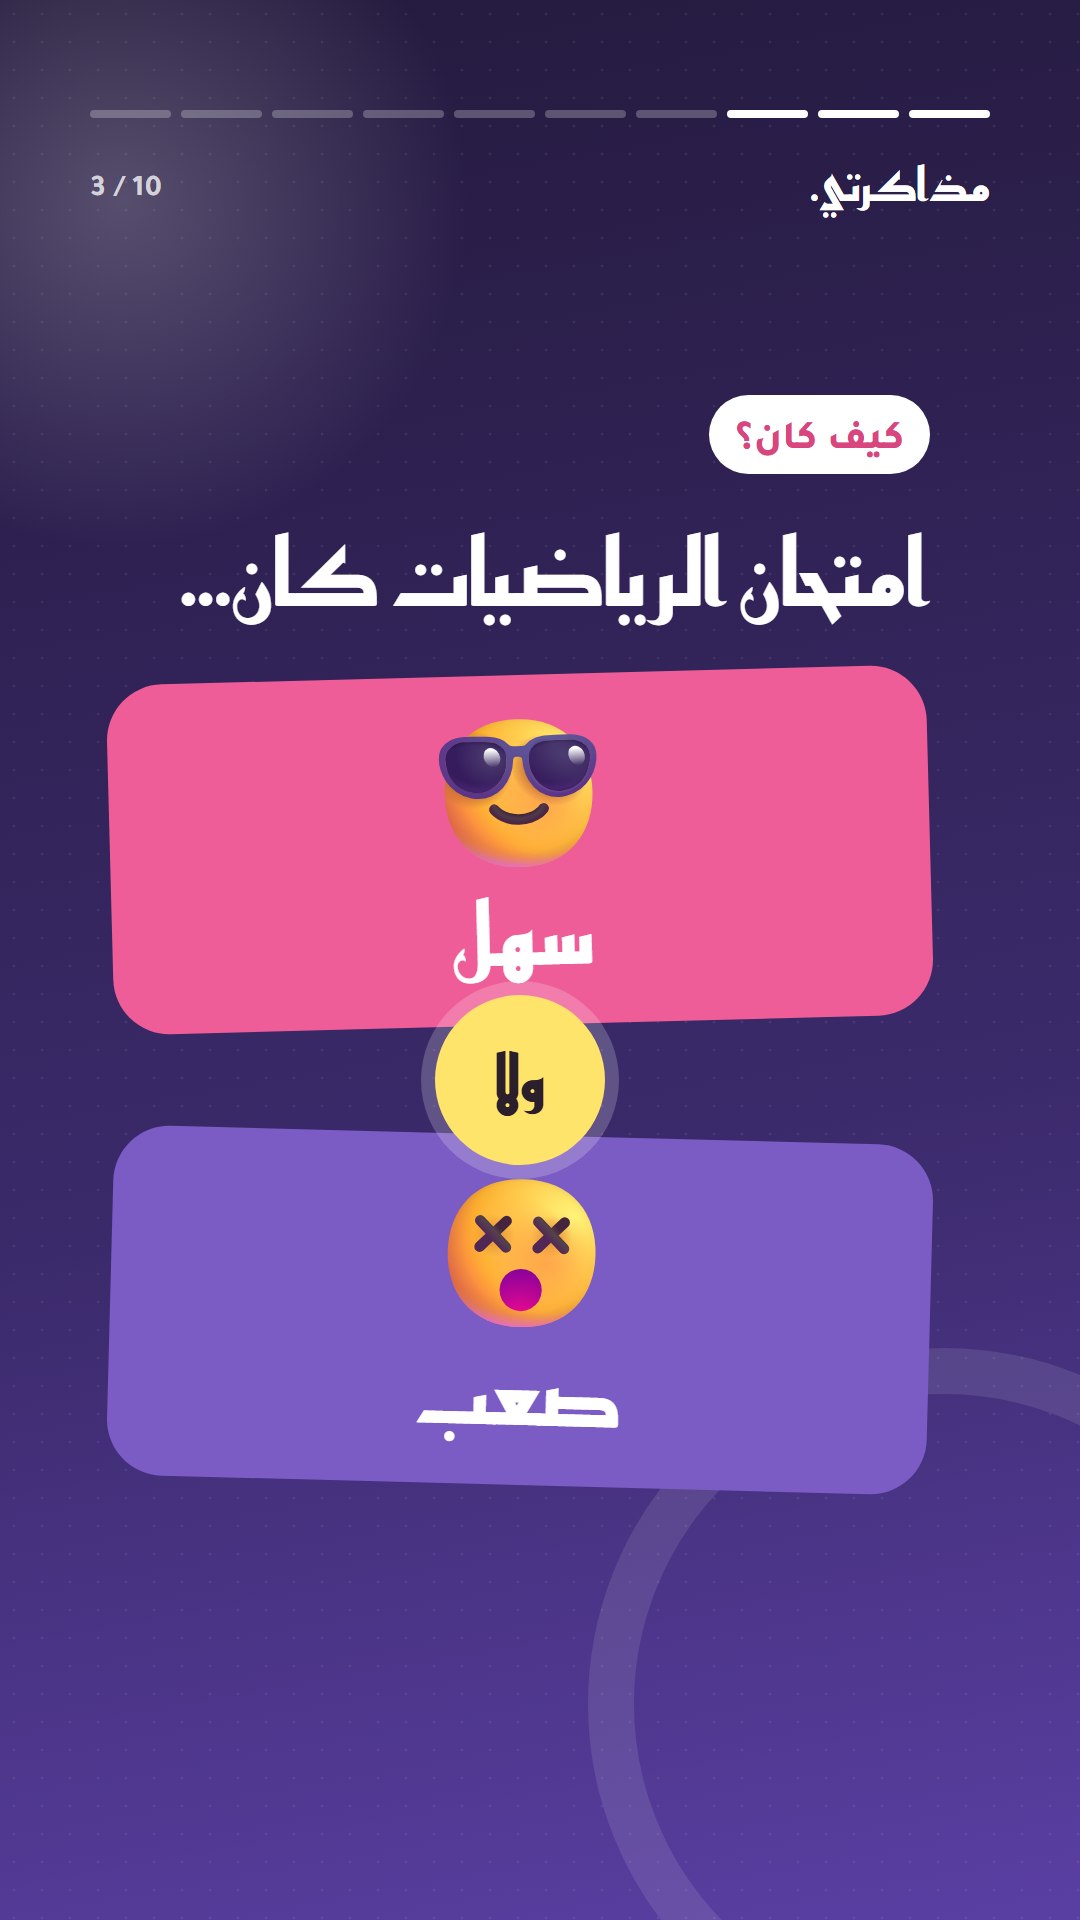 مذاكرتي.
3 / 10
كيف كان؟
امتحان الرياضيات كان...
سهل
ولا
صعب